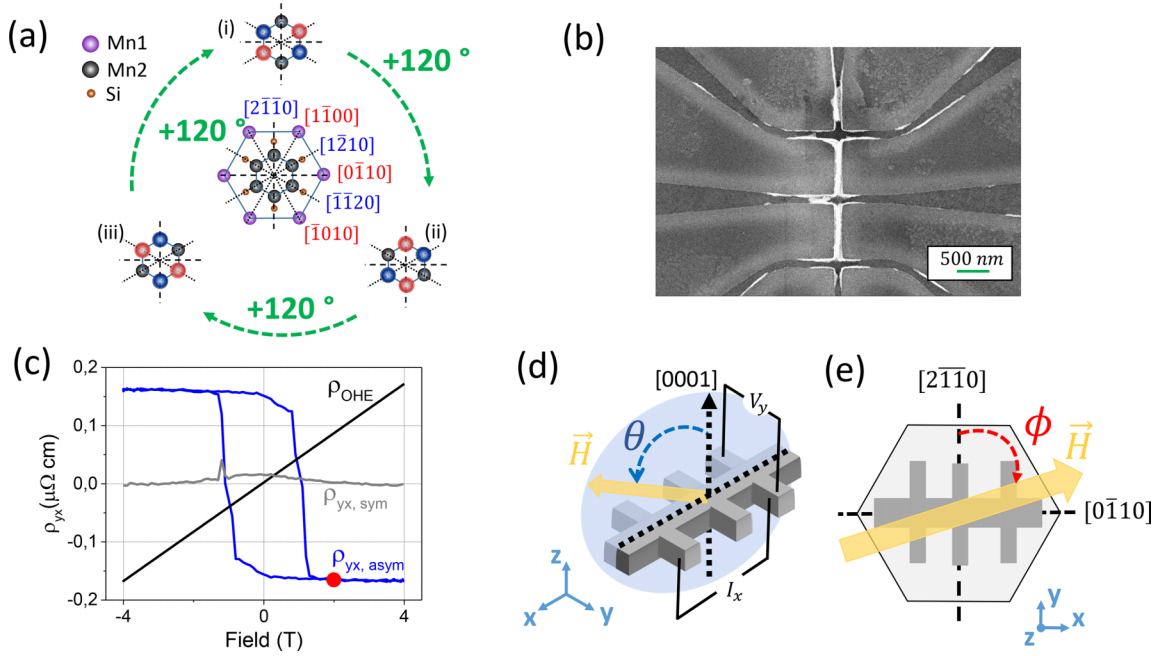 (a)
(i)
Mn1
Mn2
Si
+120 °
+120 °
[21̅1̅0]
[11̅00]
[12̅10]
[01̅10]
[1̅1̅20]
[1̅010]
(iii)
(ii)
+120 °
(b)
500 nm
(c)
0,2
0,1
0,0
-0,1
-0,2
ρyx(μΩ cm)
ρOHE
ρyx, sym
ρyx, asym
-4
0
4
Field (T)
(d)
[0001]
Vy
θ
H⃗
Ix
z
x
y
(e)
[21̅1̅0]
ϕ
H⃗
[01̅10]
y
z
x